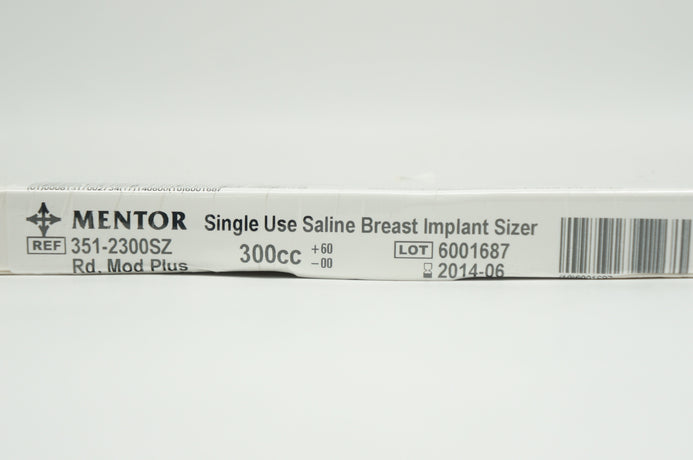 MENTOR Single Use Saline Breast Implant Sizer
REF 351-2300SZ 300cc +60 -00 LOT 6001687
Rd. Mod Plus 2014-06